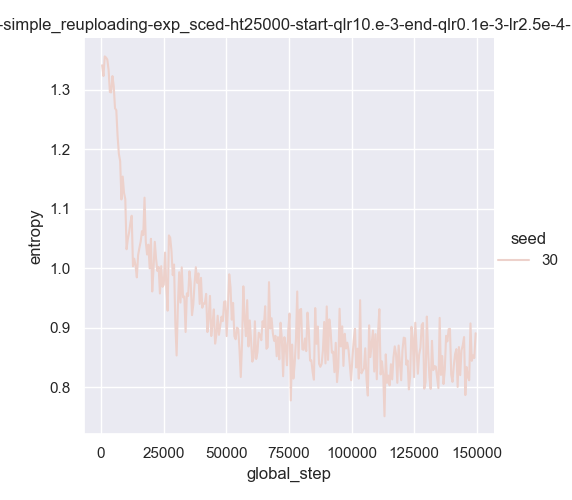 -simple_reuploading-exp_sced-ht25000-start-qlr10.e-3-end-qlr0.1e-3-lr2.5e-4-
1.3
1.2
1.1
1.0
0.9
0.8
entropy
0 25000 50000 75000 100000 125000 150000
global_step
seed
30